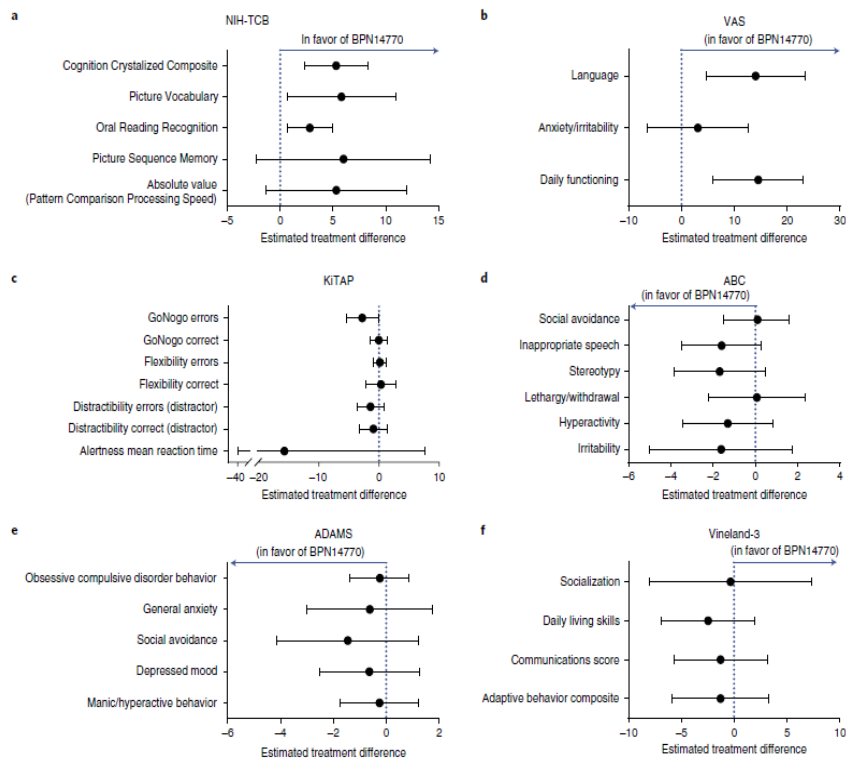 a
NIH-TCB
In favor of BPN14770
Cognition Crystalized Composite
Picture Vocabulary
Oral Reading Recognition
Picture Sequence Memory
Absolute value
(Pattern Comparison Processing Speed)
–5 0 5 10 15
Estimated treatment difference
b
VAS
(in favor of BPN14770)
Language
Anxiety/irritability
Daily functioning
–10 0 10 20 30
Estimated treatment difference
c
KiTAP
GoNogo errors
GoNogo correct
Flexibility errors
Flexibility correct
Distractibility errors (distractor)
Distractibility correct (distractor)
Alertness mean reaction time
–40 –20 –10 0 10
Estimated treatment difference
d
ABC
(in favor of BPN14770)
Social avoidance
Inappropriate speech
Stereotypy
Lethargy/withdrawal
Hyperactivity
Irritability
–6 –4 –2 0 2 4
Estimated treatment difference
e
ADAMS
(in favor of BPN14770)
Obsessive compulsive disorder behavior
General anxiety
Social avoidance
Depressed mood
Manic/hyperactive behavior
–6 –4 –2 0 2
Estimated treatment difference
f
Vineland-3
(in favor of BPN14770)
Socialization
Daily living skills
Communications score
Adaptive behavior composite
–10 –5 0 5 10
Estimated treatment difference